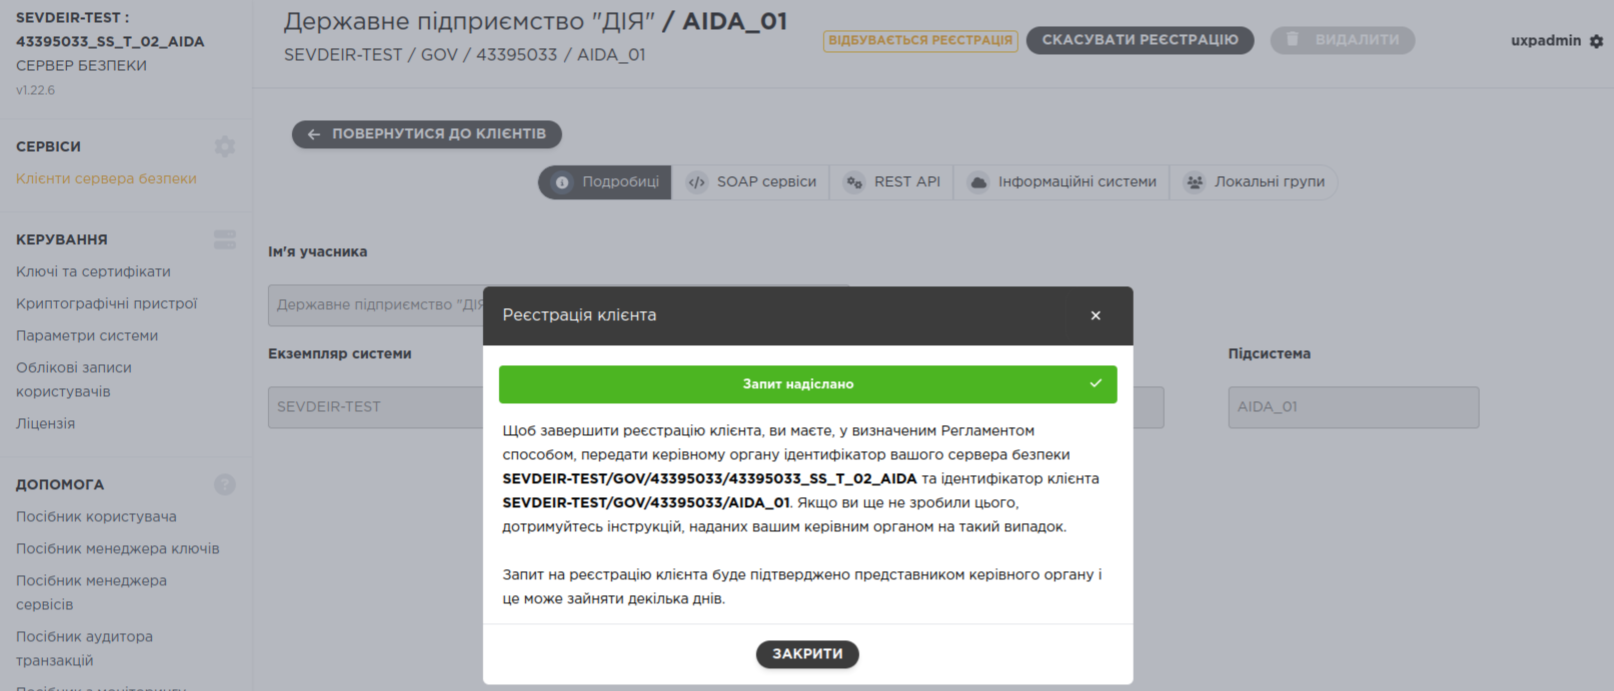 SEVDEIR-TEST :
43395033_SS_T_02_AIDA
СЕРВЕР БЕЗПЕКИ
v1.22.6
СЕРВІСИ
Клієнти сервера безпеки
КЕРУВАННЯ
Ключі та сертифікати
Криптографічні пристрої
Параметри системи
Облікові записи
користувачів
Ліцензія
ДОПОМОГА
Посібник користувача
Посібник менеджера ключів
Посібник менеджера
сервісів
Посібник аудитора
транзакцій
Державне підприємство "ДІЯ" / AIDA_01
SEVDEIR-TEST / GOV / 43395033 / AIDA_01
ВІДБУВАЄТЬСЯ РЕЄСТРАЦІЯ
СКАСУВАТИ РЕЄСТРАЦІЮ
ВИДАЛИТИ
uxpadmin
ПОВЕРНУТИСЯ ДО КЛІЄНТІВ
Подробиці
SOAP сервіси
REST API
Інформаційні системи
Локальні групи
Ім'я учасника
Державне підприємство "ДІЯ
Екземпляр системи
SEVDEIR-TEST
Підсистема
AIDA_01
Реєстрація клієнта
Запит надіслано
Щоб завершити реєстрацію клієнта, ви маєте, у визначеним Регламентом
способом, передати керівному органу ідентифікатор вашого сервера безпеки
SEVDEIR-TEST/GOV/43395033/43395033_SS_T_02_AIDA та ідентифікатор клієнта
SEVDEIR-TEST/GOV/43395033/AIDA_01. Якщо ви ще не зробили цього,
дотримуйтесь інструкцій, наданих вашим керівним органом на такий випадок.
Запит на реєстрацію клієнта буде підтверджено представником керівного органу і
це може зайняти декілька днів.
ЗАКРИТИ